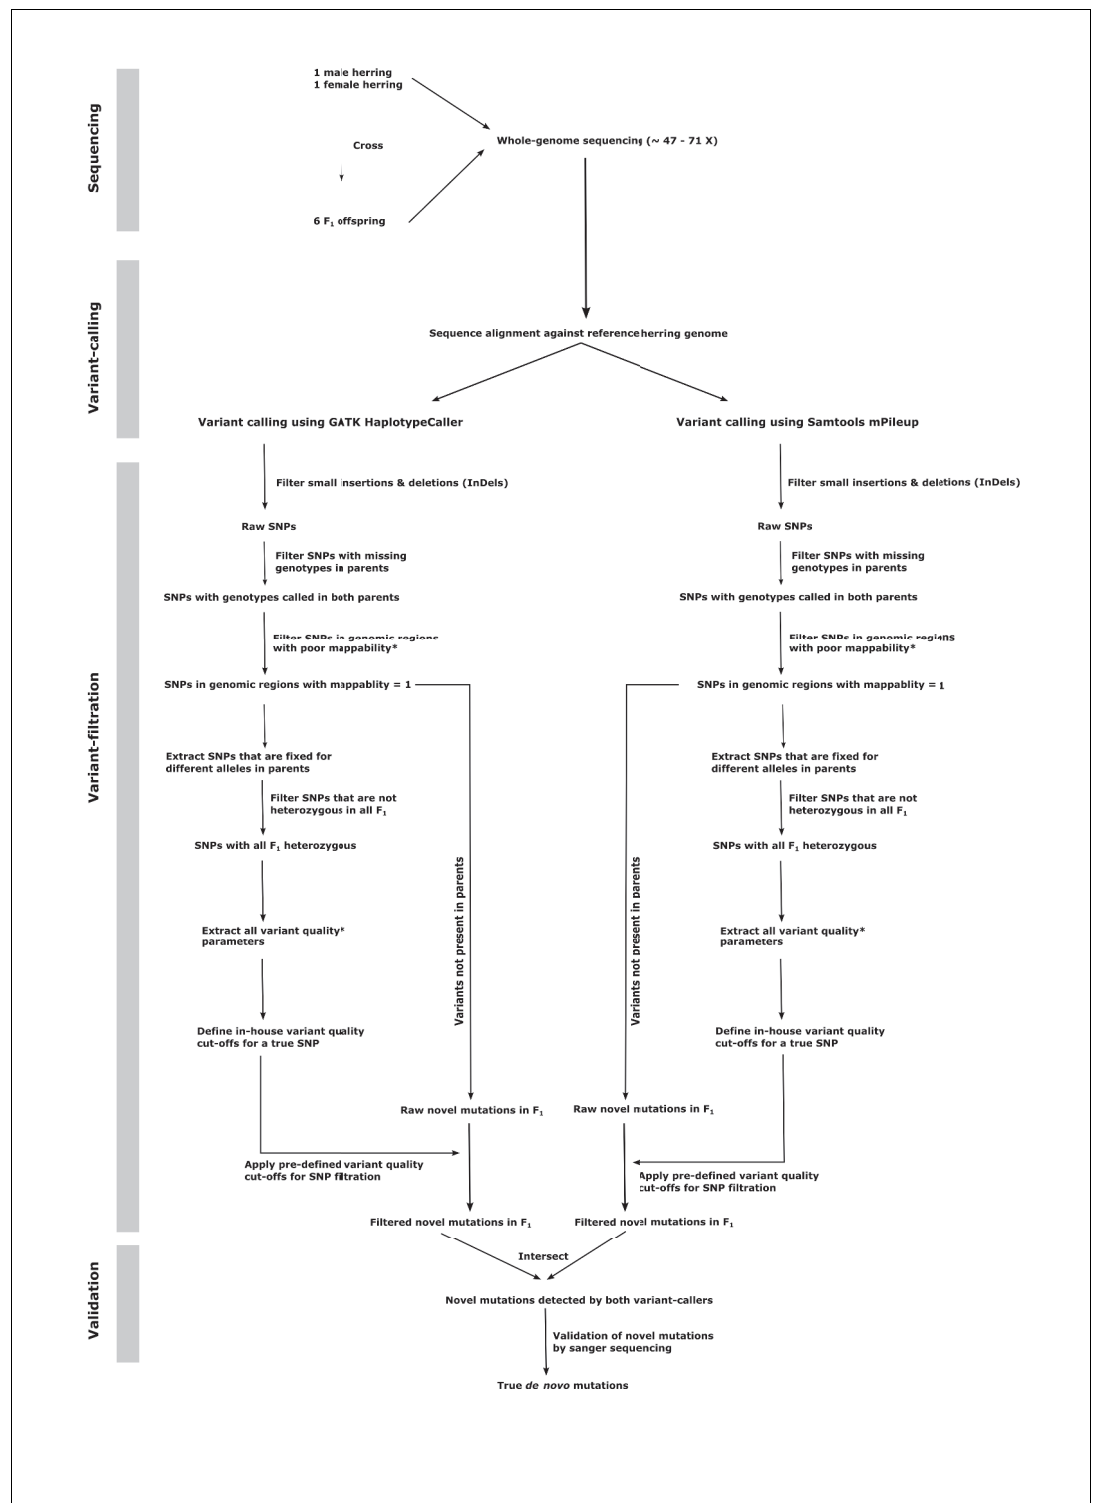 Sequencing
1 male herring
1 female herring
Cross
6 F1 offspring
Whole-genome sequencing (~ 47 - 71 X)
Variant-calling
Sequence alignment against reference herring genome
Variant calling using GATK HaplotypeCaller
Variant calling using Samtools mPileup
Variant-filtration
Filter small insertions & deletions (InDels)
Raw SNPs
Filter SNPs with missing
genotypes in parents
SNPs with genotypes called in both parents
Filter SNPs in genomic regions
with poor mappability*
SNPs in genomic regions with mappablity = 1
Extract SNPs that are fixed for
different alleles in parents
Filter SNPs that are not
heterozygous in all F1
SNPs with all F1 heterozygous
Extract all variant quality*
parameters
Define in-house variant quality
cut-offs for a true SNP
Variants not present in parents
Raw novel mutations in F1
Apply pre-defined variant quality
cut-offs for SNP filtration
Filtered novel mutations in F1
Filter small insertions & deletions (InDels)
Raw SNPs
Filter SNPs with missing
genotypes in parents
SNPs with genotypes called in both parents
Filter SNPs in genomic regions
with poor mappability*
SNPs in genomic regions with mappablity = 1
Extract SNPs that are fixed for
different alleles in parents
Filter SNPs that are not
heterozygous in all F1
SNPs with all F1 heterozygous
Extract all variant quality*
parameters
Define in-house variant quality
cut-offs for a true SNP
Variants not present in parents
Raw novel mutations in F1
Apply pre-defined variant quality
cut-offs for SNP filtration
Filtered novel mutations in F1
Validation
Intersect
Novel mutations detected by both variant-callers
Validation of novel mutations
by sanger sequencing
True de novo mutations